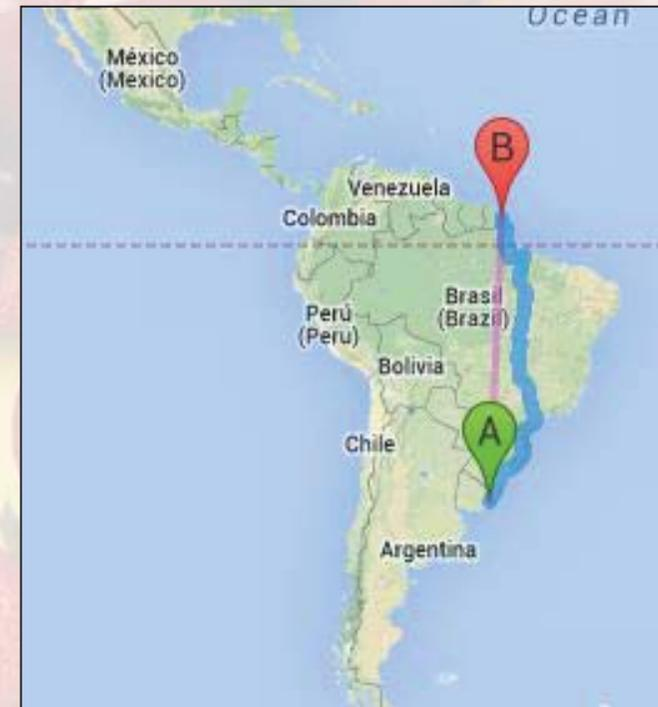 Ocean
México
(Mexico)
B
Venezuela
Colombia
Brasil
(Brazil)
Perú
(Peru)
Bolivia
A
Chile
Argentina